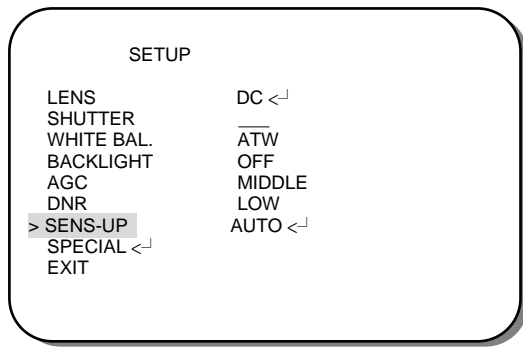 SETUP
LENS DC ↵
SHUTTER ___
WHITE BAL. ATW
BACKLIGHT OFF
AGC MIDDLE
DNR LOW
> SENS-UP AUTO ↵
SPECIAL ↵
EXIT